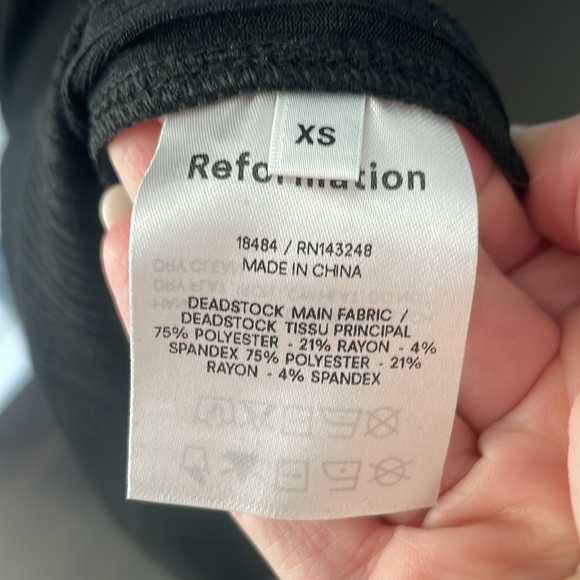 XS
Reformation
18484 / RN143248
MADE IN CHINA
DEADSTOCK MAIN FABRIC /
DEADSTOCK TISSU PRINCIPAL
75% POLYESTER - 21% RAYON - 4%
SPANDEX 75% POLYESTER - 21%
RAYON - 4% SPANDEX